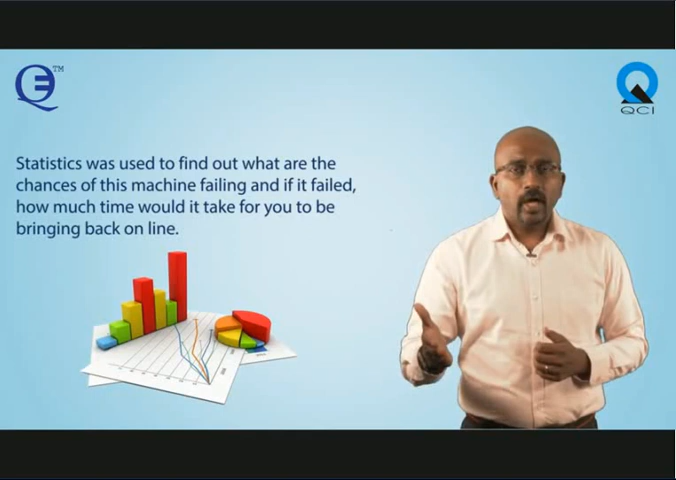 TM
QCI
Statistics was used to find out what are the
chances of this machine failing and if it failed,
how much time would it take for you to be
bringing back on line.